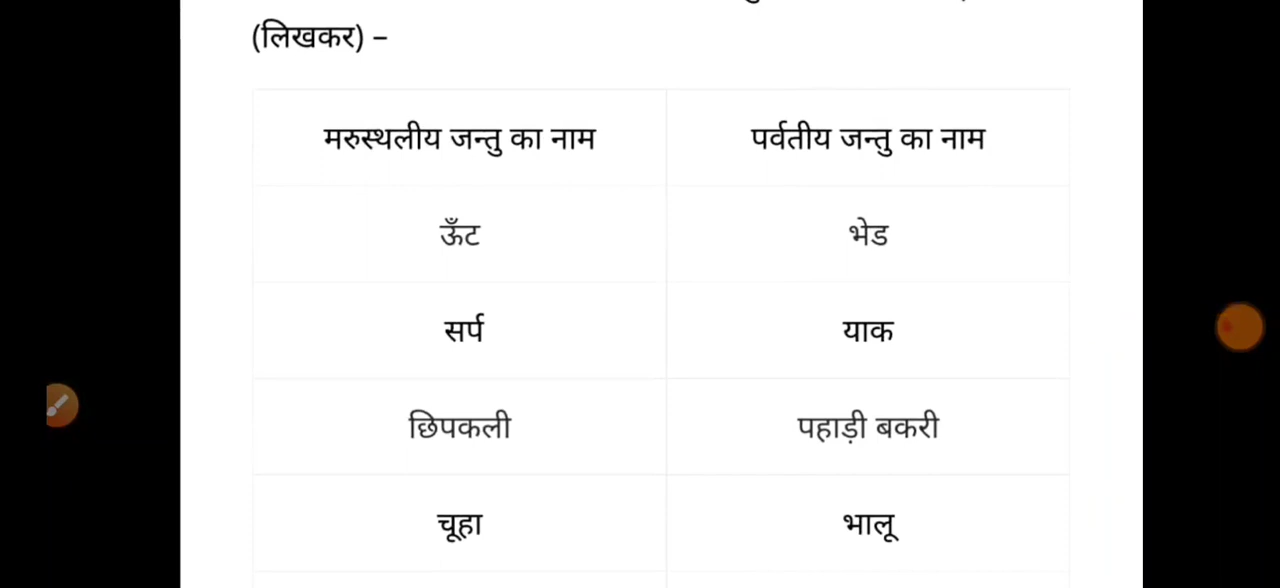 (लिखकर) –
मरुस्थलीय जन्तु का नाम पर्वतीय जन्तु का नाम
ऊँट भेड
सर्प याक
छिपकली पहाड़ी बकरी
चूहा भालू